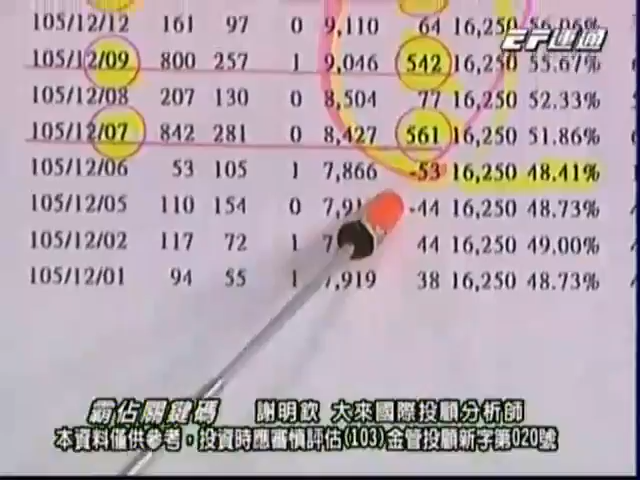 105/12/12 161 97 0 9,110 64 16,250 56.06%
EF 運通
105/12/09 800 257 1 9,046 542 16,250 55.67%
105/12/08 207 130 0 8,504 77 16,250 52.33%
105/12/07 842 281 0 8,427 561 16,250 51.86%
105/12/06 53 105 1 7,866 -53 16,250 48.41%
105/12/05 110 154 0 -44 16,250 48.73%
105/12/02 117 72 1 44 16,250 49.00%
105/12/01 94 55 1 7,919 38 16,250 48.73%
霸佔關鍵碼 謝明欽 大來國際投顧分析師
本資料僅供參考，投資時應審慎評估(103)金管投顧新字第020號